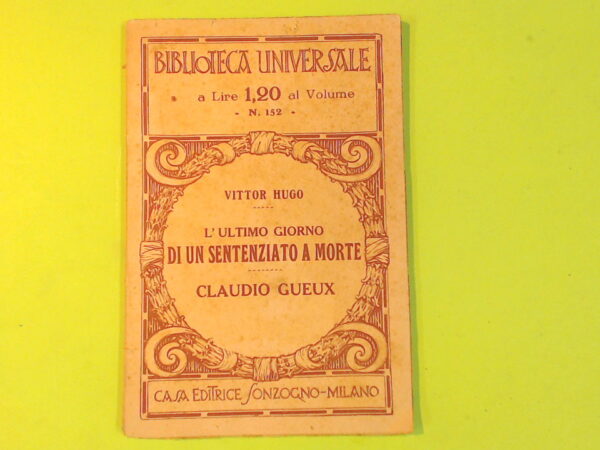 BIBLIOTECA UNIVERSALE
a Lire 1,20 al Volume
- N. 152 -
VITTOR HUGO
L'ULTIMO GIORNO
DI UN SENTENZIATO A MORTE
CLAUDIO GUEUX
CASA EDITRICE SONZOGNO-MILANO